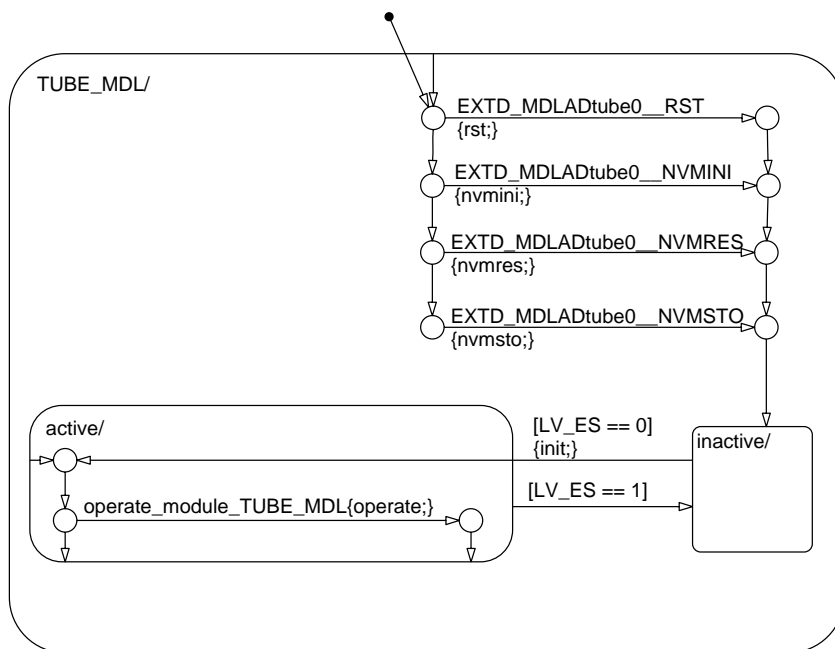 TUBE_MDL/
EXTD_MDLADtube0__RST
{rst;}
EXTD_MDLADtube0__NVMINI
{nvmini;}
EXTD_MDLADtube0__NVMRES
{nvmres;}
EXTD_MDLADtube0__NVMSTO
{nvmsto;}
active/
[LV_ES == 0]
{init;}
inactive/
[LV_ES == 1]
operate_module_TUBE_MDL{operate;}